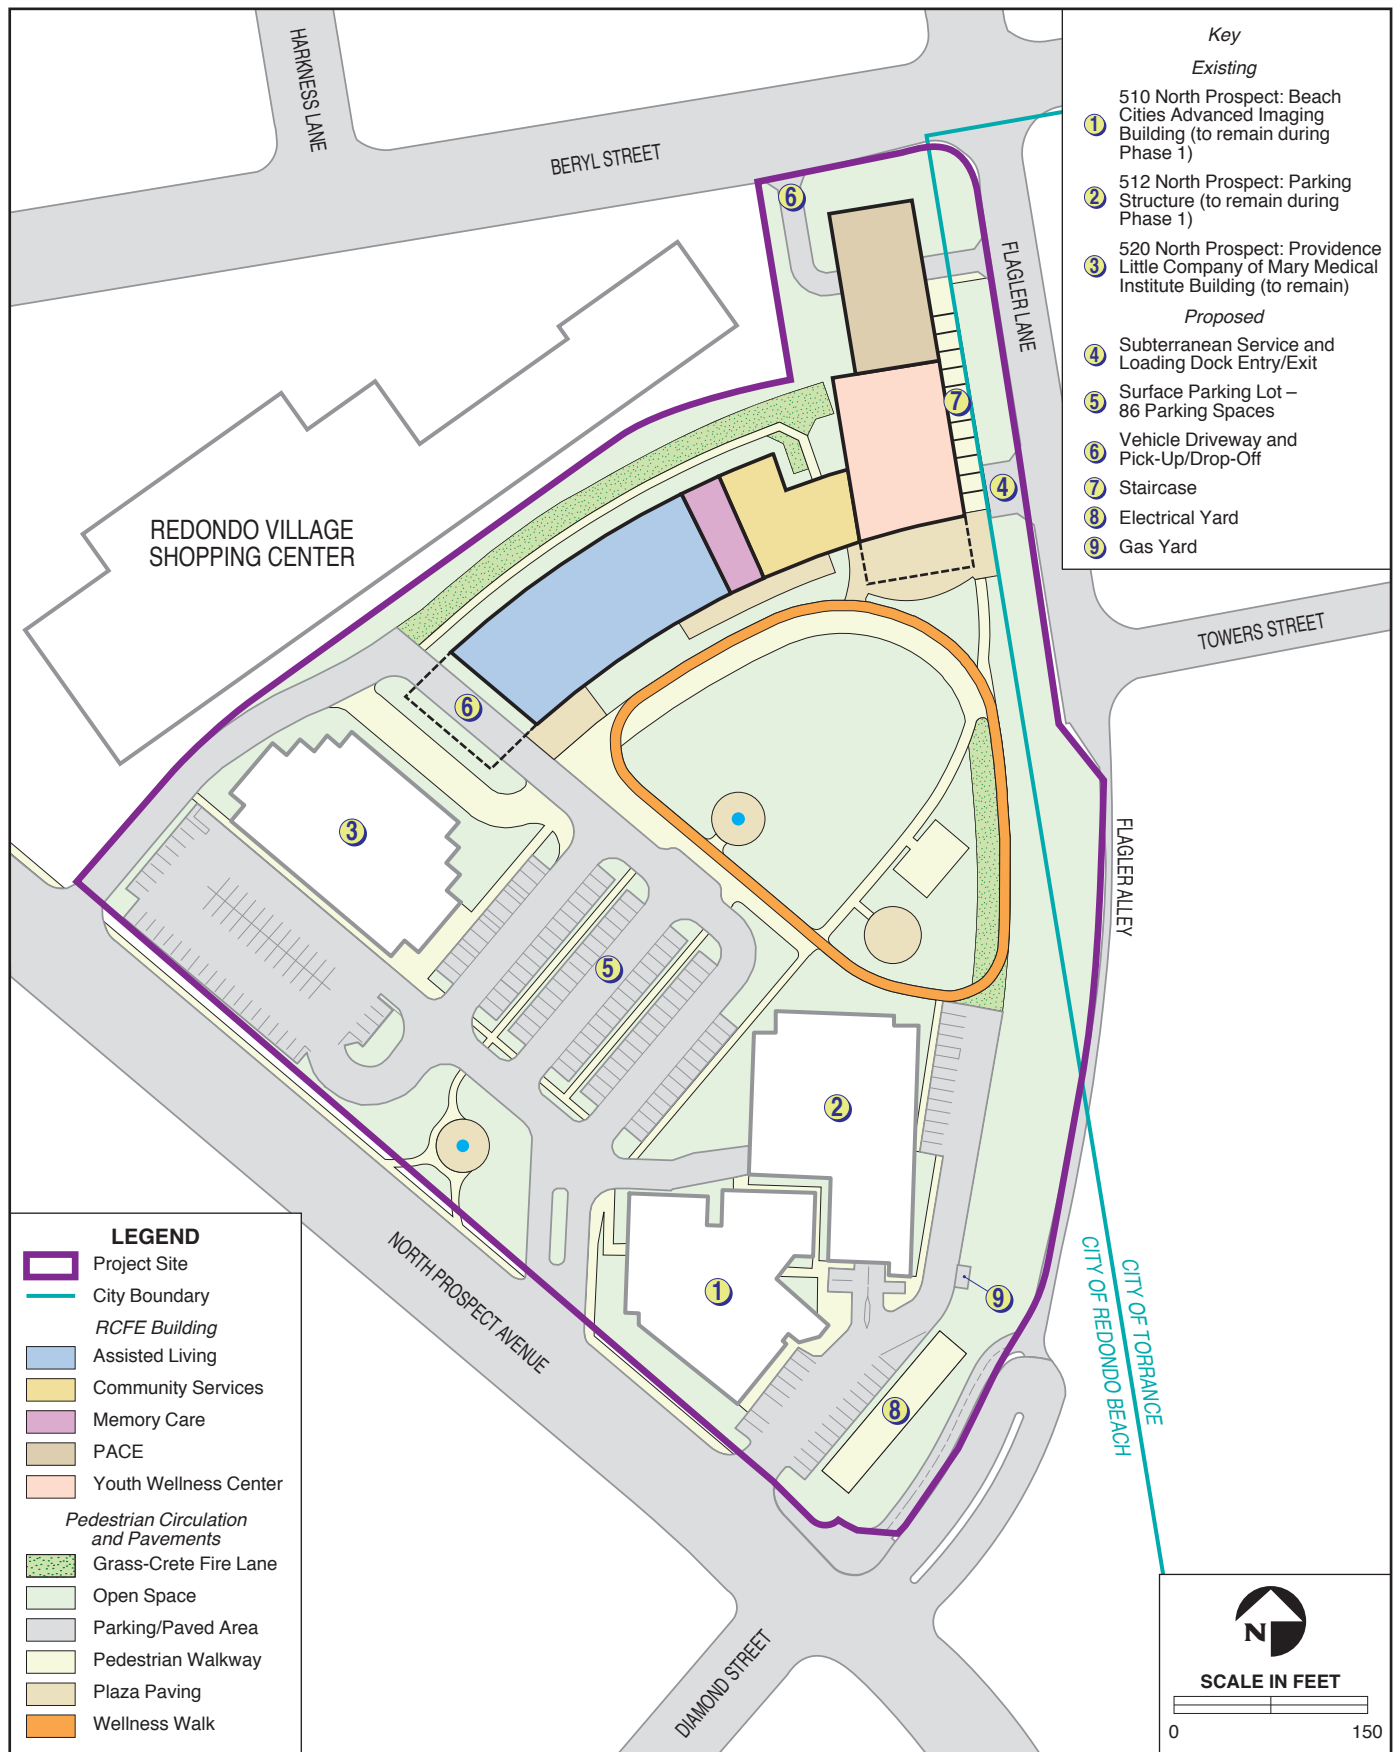 HARKNESS LANE
BERYL STREET
FLAGLER LANE
Key
Existing
1 510 North Prospect: Beach
Cities Advanced Imaging
Building (to remain during
Phase 1)
2 512 North Prospect: Parking
Structure (to remain during
Phase 1)
3 520 North Prospect: Providence
Little Company of Mary Medical
Institute Building (to remain)
Proposed
4 Subterranean Service and
Loading Dock Entry/Exit
5 Surface Parking Lot –
86 Parking Spaces
6 Vehicle Driveway and
Pick-Up/Drop-Off
7 Staircase
8 Electrical Yard
9 Gas Yard
6
7
4
REDONDO VILLAGE
SHOPPING CENTER
TOWERS STREET
6
3
FLAGLER ALLEY
5
2
1
9
8
NORTH PROSPECT AVENUE
CITY OF TORRANCE
CITY OF REDONDO BEACH
DIAMOND STREET
LEGEND
Project Site
City Boundary
RCFE Building
Assisted Living
Community Services
Memory Care
PACE
Youth Wellness Center
Pedestrian Circulation
and Pavements
Grass-Crete Fire Lane
Open Space
Parking/Paved Area
Pedestrian Walkway
Plaza Paving
Wellness Walk
N
SCALE IN FEET
0 150